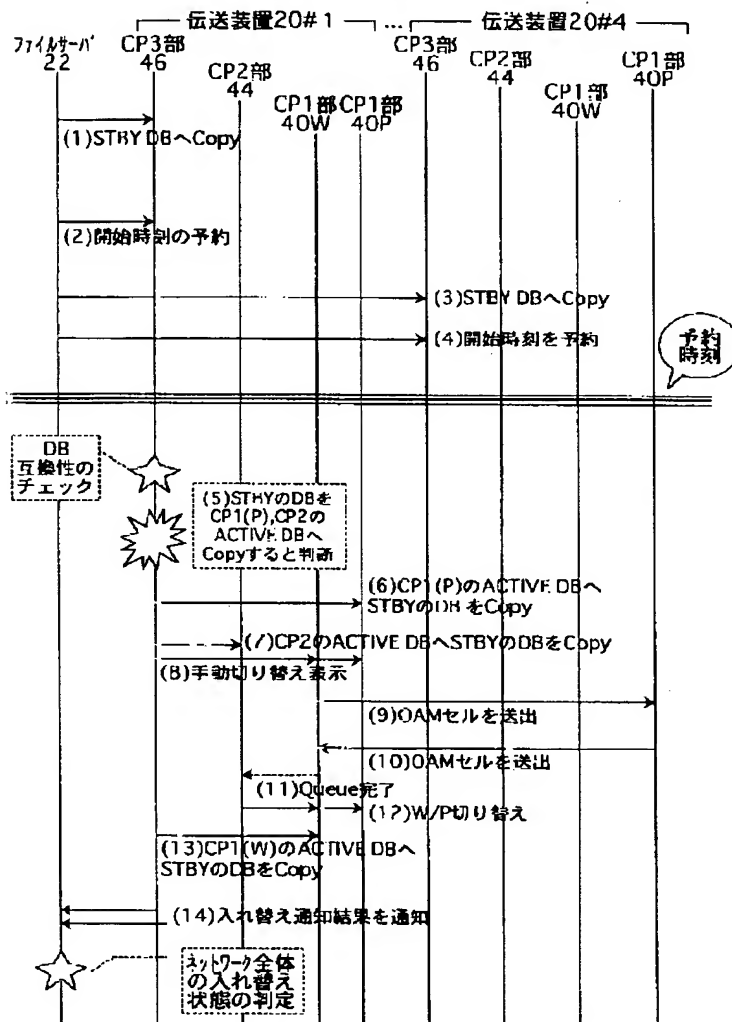 伝送装置20#1 … 伝送装置20#4
ファイルサーバ
22
CP3部
46
CP2部
44
CP1部
40W
CP1部
40P
CP3部
46
CP2部
44
CP1部
40W
CP1部
40P
(1)STBY DBへCopy
(2)開始時刻の予約
(3)STBY DBへCopy
(4)開始時刻を予約
予約
時刻
DB
互換性の
チェック
(5)STBYのDBを
CP1(P),CP2の
ACTIVE DBへ
Copyすると判断
(6)CP1(P)のACTIVE DBへ
STBYのDBをCopy
(7)CP2のACTIVE DBへSTBYのDBをCopy
(8)手動切り替え表示
(9)OAMセルを送出
(10)OAMセルを送出
(11)Queue完了
(12)W/P切り替え
(13)CP1(W)のACTIVE DBへ
STBYのDBをCopy
(14)入れ替え通知結果を通知
ネットワーク全体
の入れ替え
状態の判定